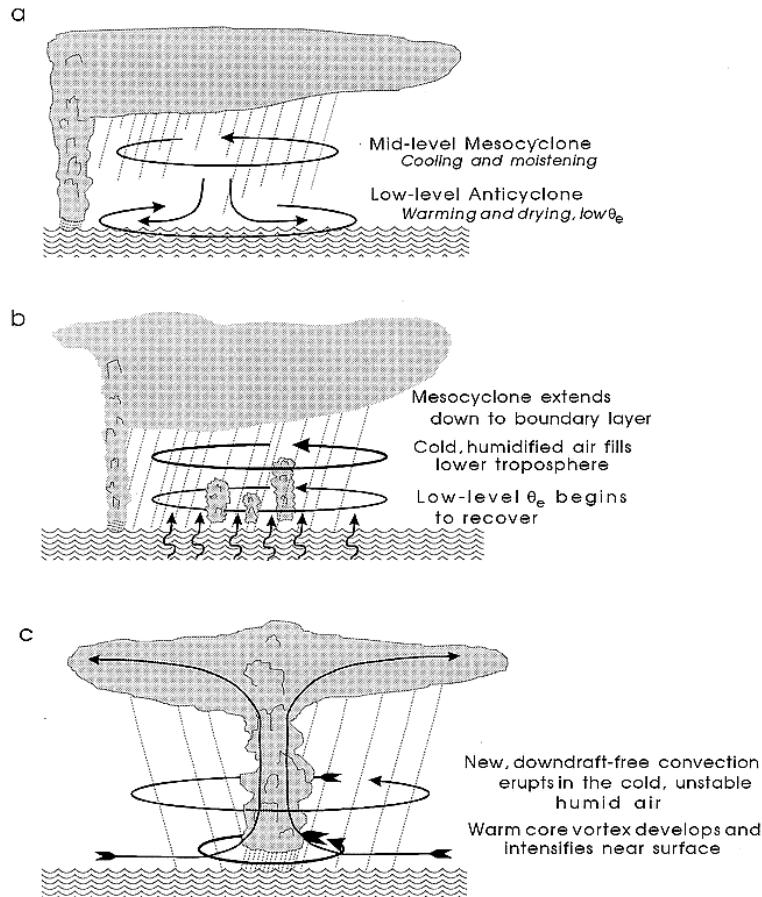 a
Mid-level Mesocyclone
Cooling and moistening
Low-level Anticyclone
Warming and drying, low θe
b
Mesocyclone extends
down to boundary layer
Cold, humidified air fills
lower troposphere
Low-level θe begins
to recover
c
New, downdraft-free convection
erupts in the cold, unstable
humid air
Warm core vortex develops and
intensifies near surface